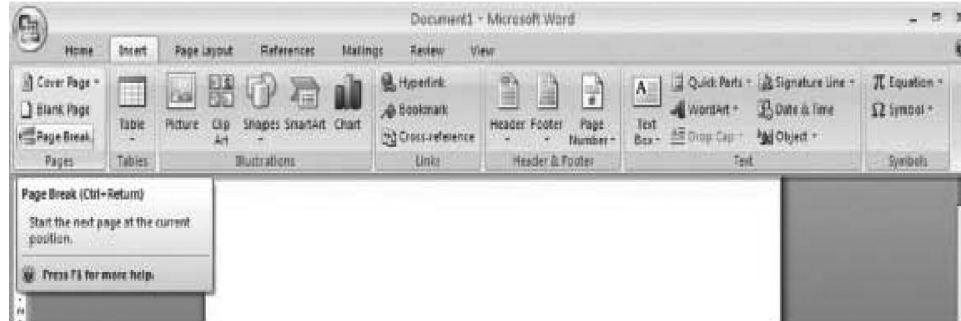 Document1 - Microsoft Word
Home Insert Page Layout References Mailings Review View
Cover Page
Blank Page
Page Break
Pages
Table
Tables
Picture Clip Art Shapes SmartArt Chart
Illustrations
Hyperlink
Bookmark
Cross-reference
Links
Header Footer Page Number
Header & Footer
Text Box
Quick Parts
WordArt
Drop Cap
Signature Line
Date & Time
Object
Text
π Equation
Ω Symbol
Symbols
Page Break (Ctrl+Return)
Start the next page at the current
position.
Press F1 for more help.